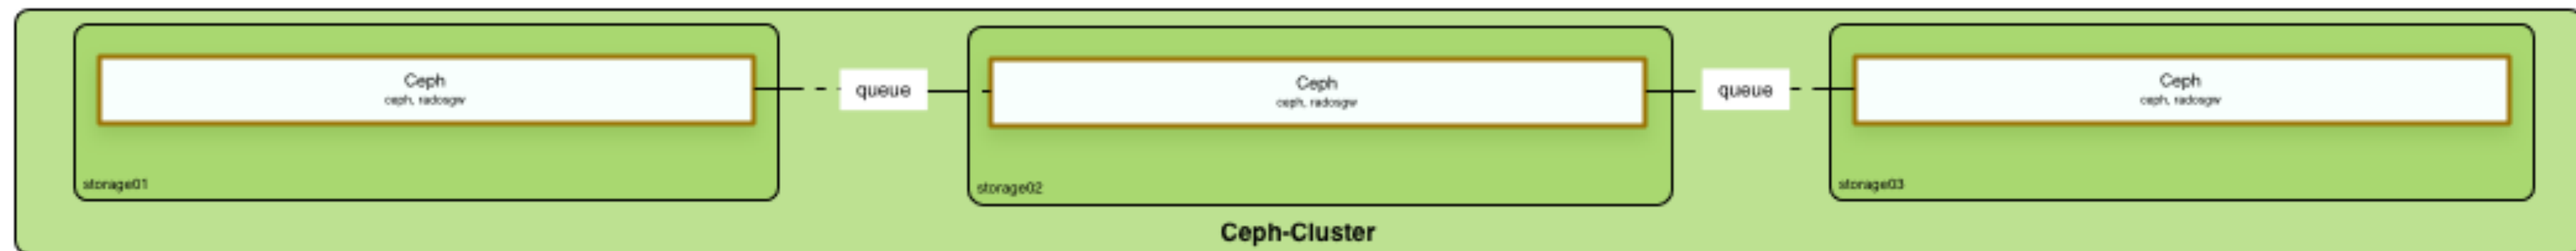 Ceph
ceph, radosgw
storage01
queue
Ceph
ceph, radosgw
storage02
queue
Ceph
ceph, radosgw
storage03
Ceph-Cluster